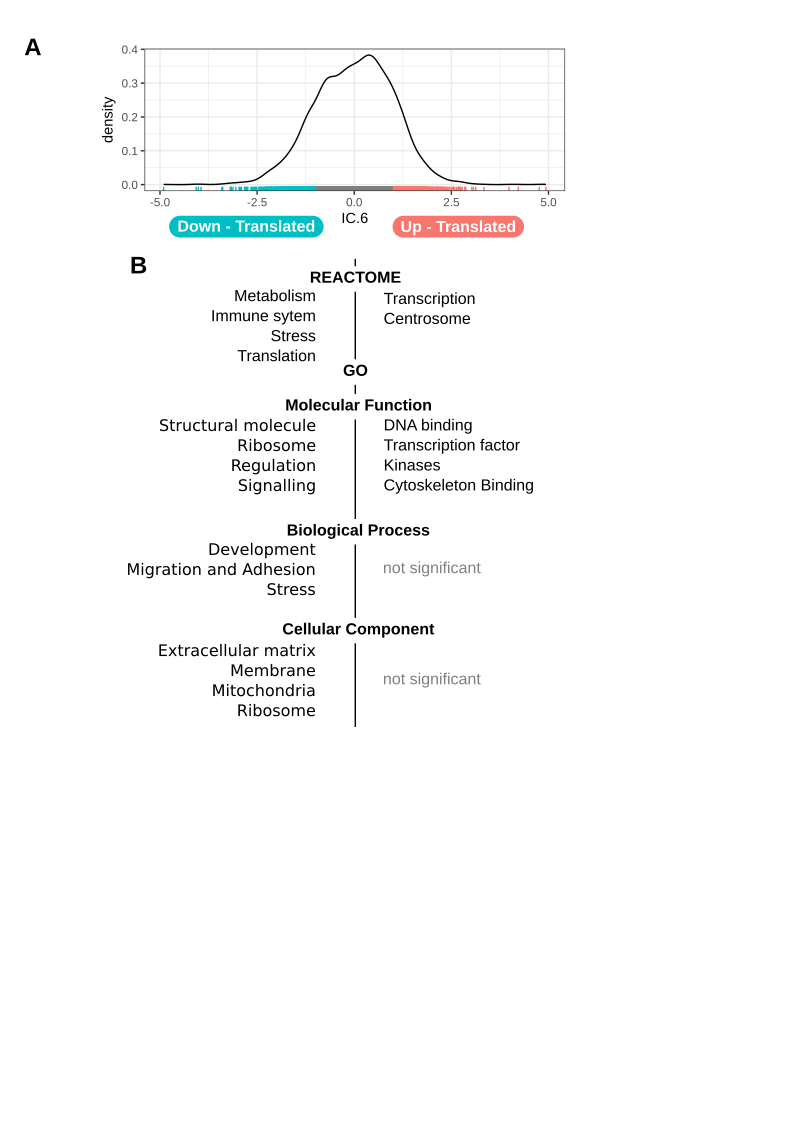 A
density
0.4
0.3
0.2
0.1
0.0
-5.0 -2.5 0.0 2.5 5.0
IC.6
Down - Translated
Up - Translated
B
REACTOME
Metabolism
Immune sytem
Stress
Translation
Transcription
Centrosome
GO
Molecular Function
Structural molecule
Ribosome
Regulation
Signalling
DNA binding
Transcription factor
Kinases
Cytoskeleton Binding
Biological Process
Development
Migration and Adhesion
Stress
not significant
Cellular Component
Extracellular matrix
Membrane
Mitochondria
Ribosome
not significant